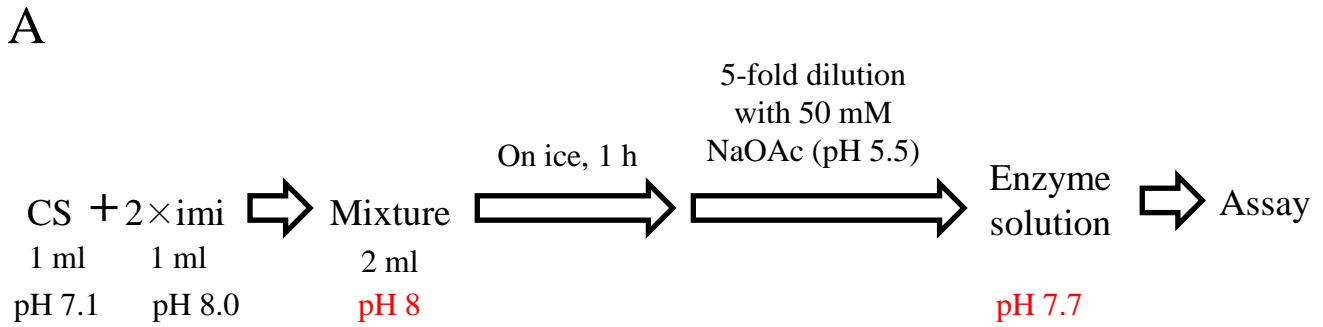 A
5-fold dilution
with 50 mM
NaOAc (pH 5.5)
On ice, 1 h
Enzyme
solution
CS + 2×imi Mixture Assay
1 ml 1 ml 2 ml
pH 7.1 pH 8.0 pH 8 pH 7.7